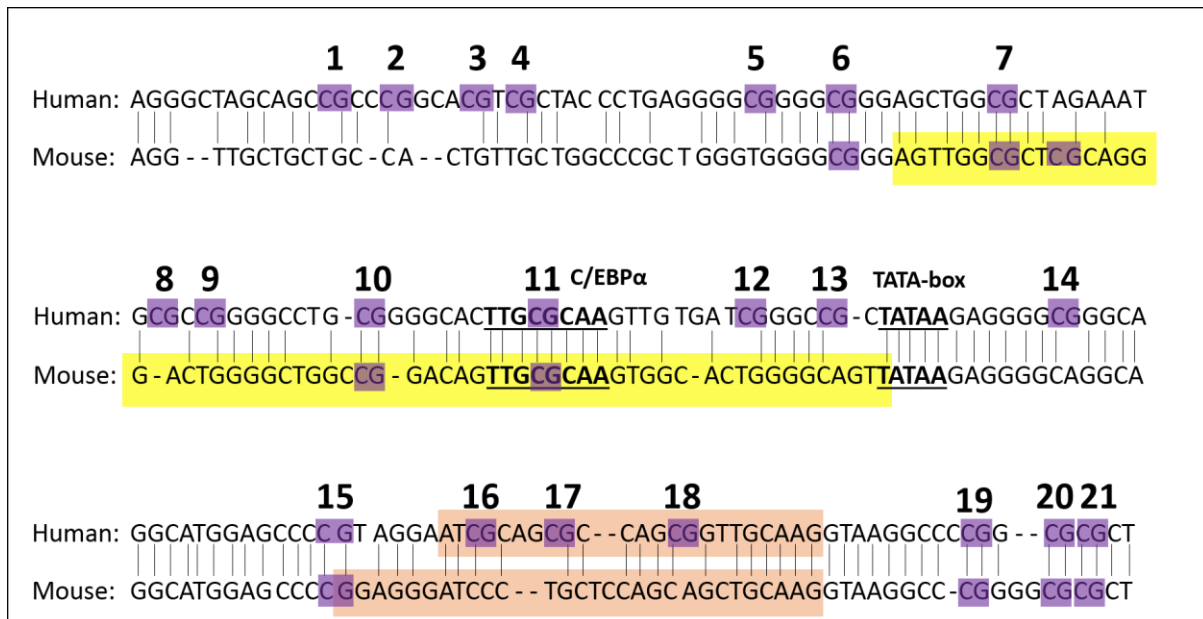 1 2 3 4 5 6 7
Human: AGGGCTAGCAGCCGCCCGGCACGTCGCTACCCCTGAGGGGCGGGGCGGGAGCTGGCGCTAGAAAT
Mouse: AGG--TTGCTGCTGC-CA--CTGTTGCTGGCCCGCTGGGTGGGGCGGGAGTTGGCGCTCGCAGG
8 9 10 11 C/EBPα 12 13 TATA-box 14
Human: GCGCCGGGGCCTG-CGGGGCACTTGCGCAAGTTGTGATCGGGCCG-CTATAAGAGGGGCGGGCA
Mouse: G-ACTGGGGCTGGCCG-GACAGTTGCGCAAGTGGC-ACTGGGGCAGTTATAAGAGGGGCAGGCA
15 16 17 18 19 20 21
Human: GGCATGGAGCCCCGTAGGAATCGCAGCGC--CAGCGGTTGCAAGGTAAGGCCCCGG--CGCGCT
Mouse: GGCATGGAGCCCCGGAGGGATCCC--TGCTCCAGCAGCTGCAAGGTAAGGCC-CGGGGCGCGCT